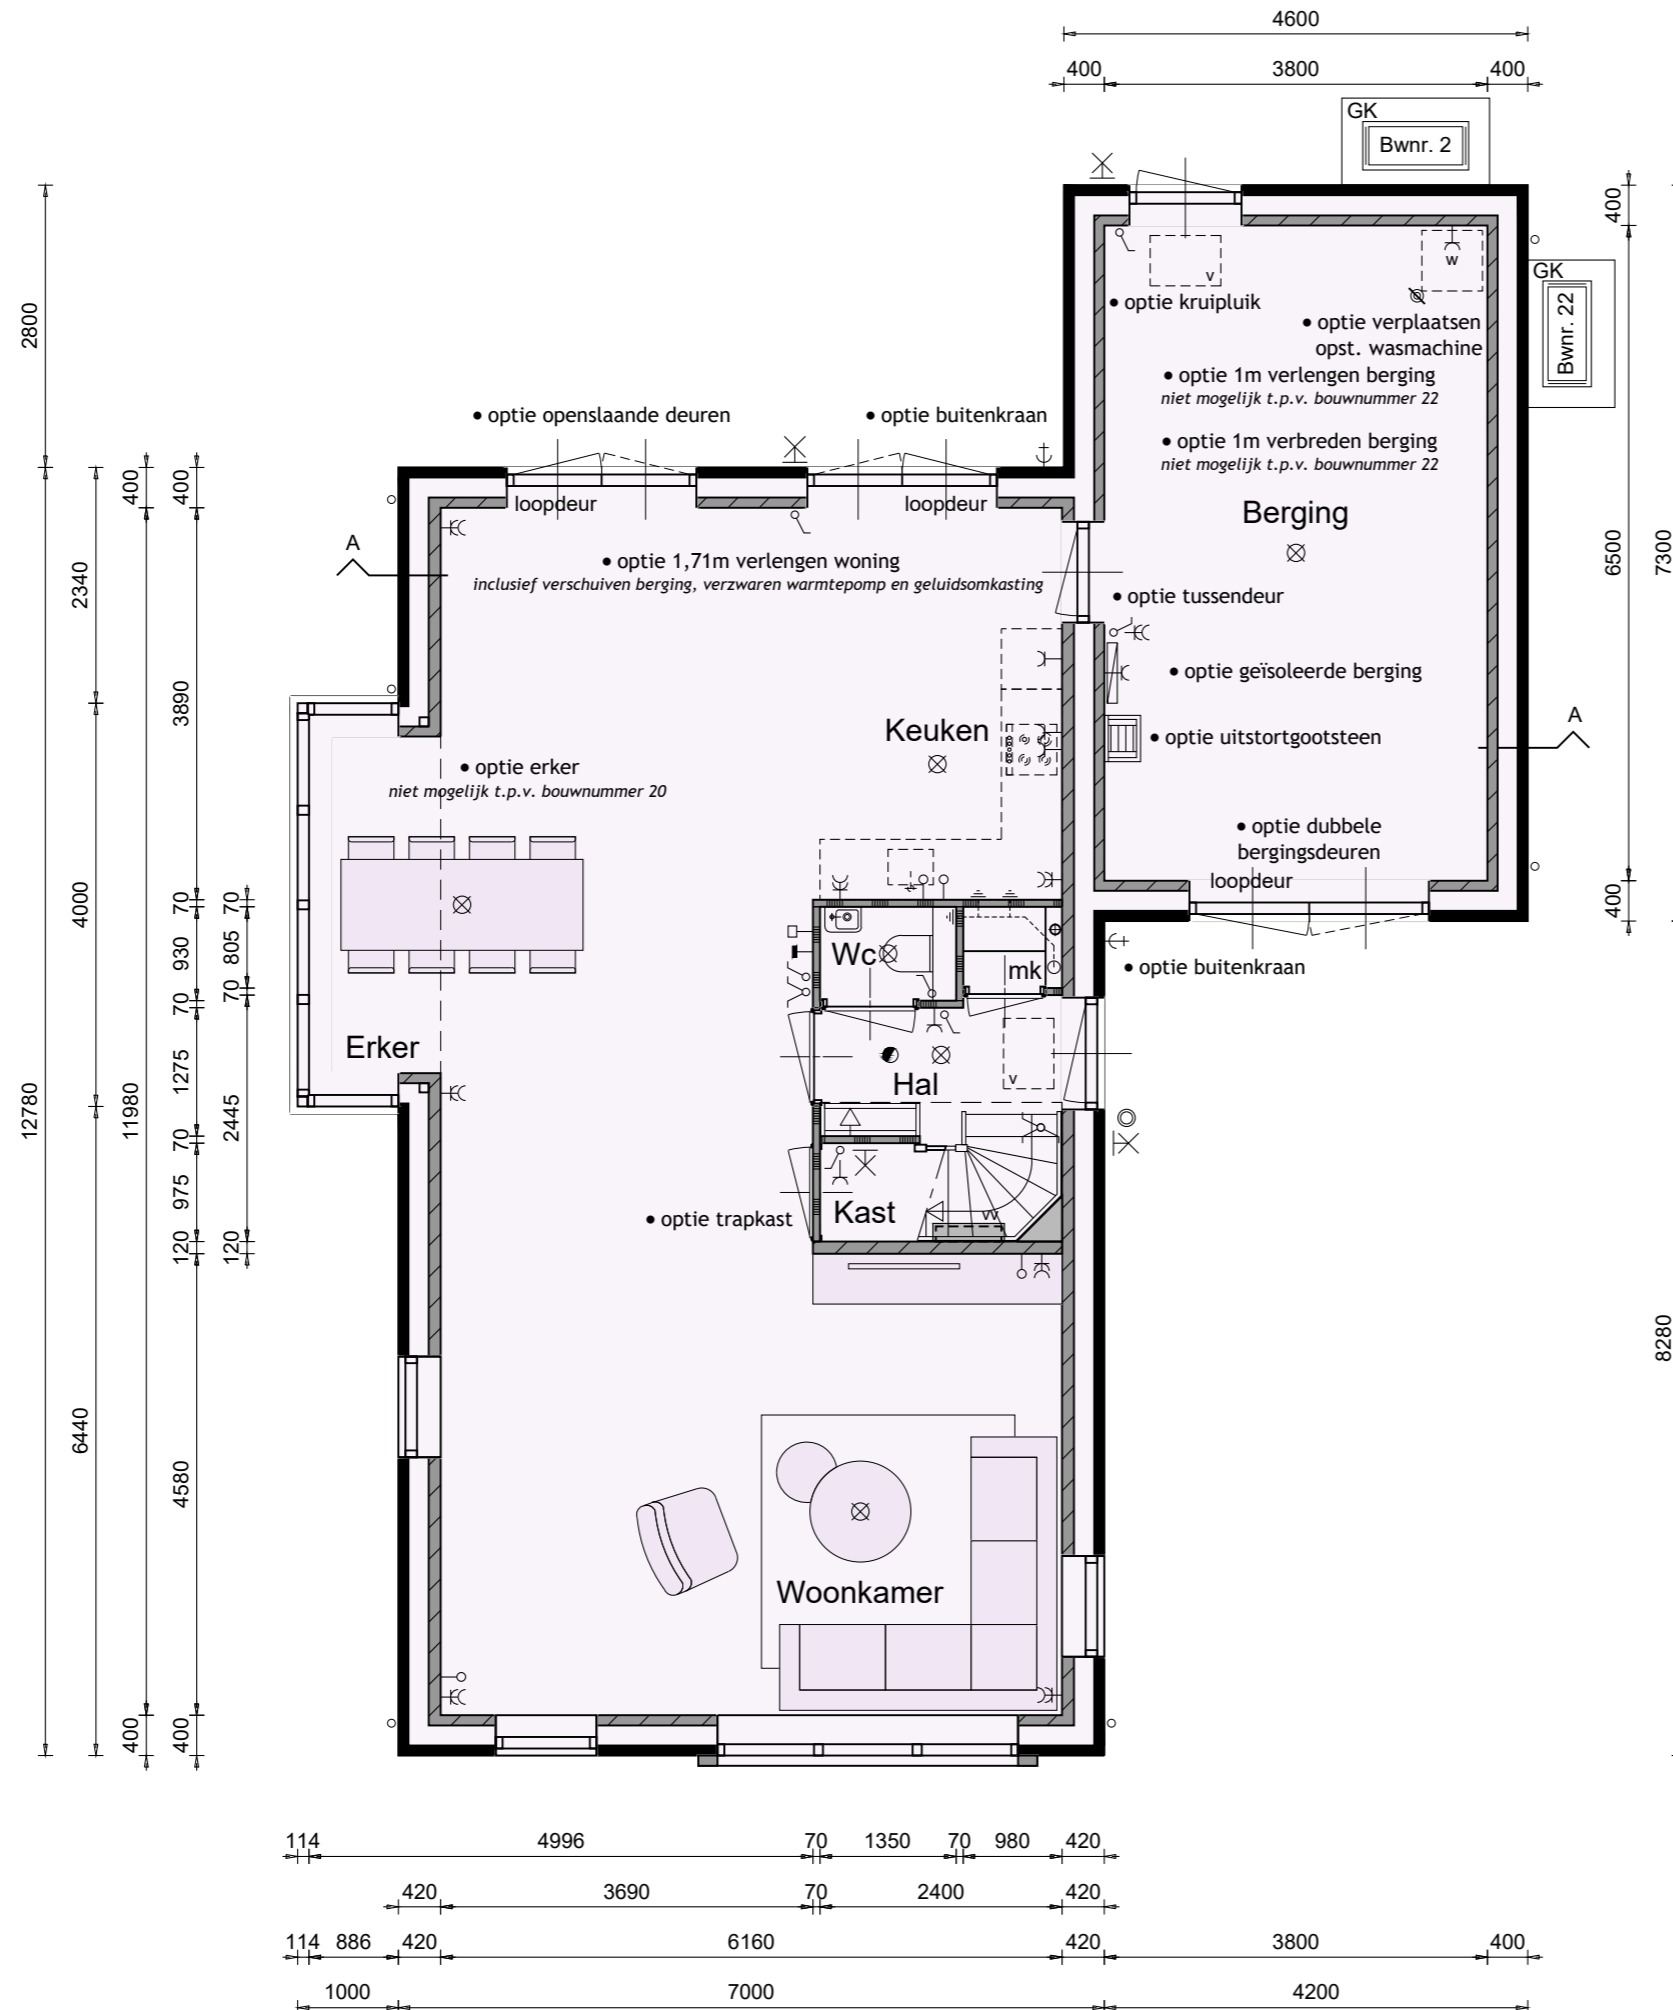 4600
400 3800 400
GK
Bwnr. 2
GK
Bwnr. 22
v
w
• optie kruipluik
• optie verplaatsen
opst. wasmachine
• optie 1m verlengen berging
niet mogelijk t.p.v. bouwnummer 22
• optie 1m verbreden berging
niet mogelijk t.p.v. bouwnummer 22
• optie openslaande deuren
• optie buitenkraan
loopdeur
loopdeur
Berging
A
• optie 1,71m verlengen woning
inclusief verschuiven berging, verzwaren warmtepomp en geluidsomkasting
• optie tussendeur
• optie geïsoleerde berging
A
Keuken
• optie uitstortgootsteen
• optie erker
niet mogelijk t.p.v. bouwnummer 20
• optie dubbele
bergingsdeuren
loopdeur
Wc
mk
• optie buitenkraan
Erker
Hal
v
Kast
w
• optie trapkast
Woonkamer
2800
12780
2340
4000
6440
400
11980
400
400
3890
70
930
70
1275
70
975
120
4580
400
70
805
70
2445
120
400
6500
400
7300
8280
114 4996 70 1350 70 980 420
420 3690 70 2400 420
114 886 420 6160 420 3800 400
1000 7000 4200